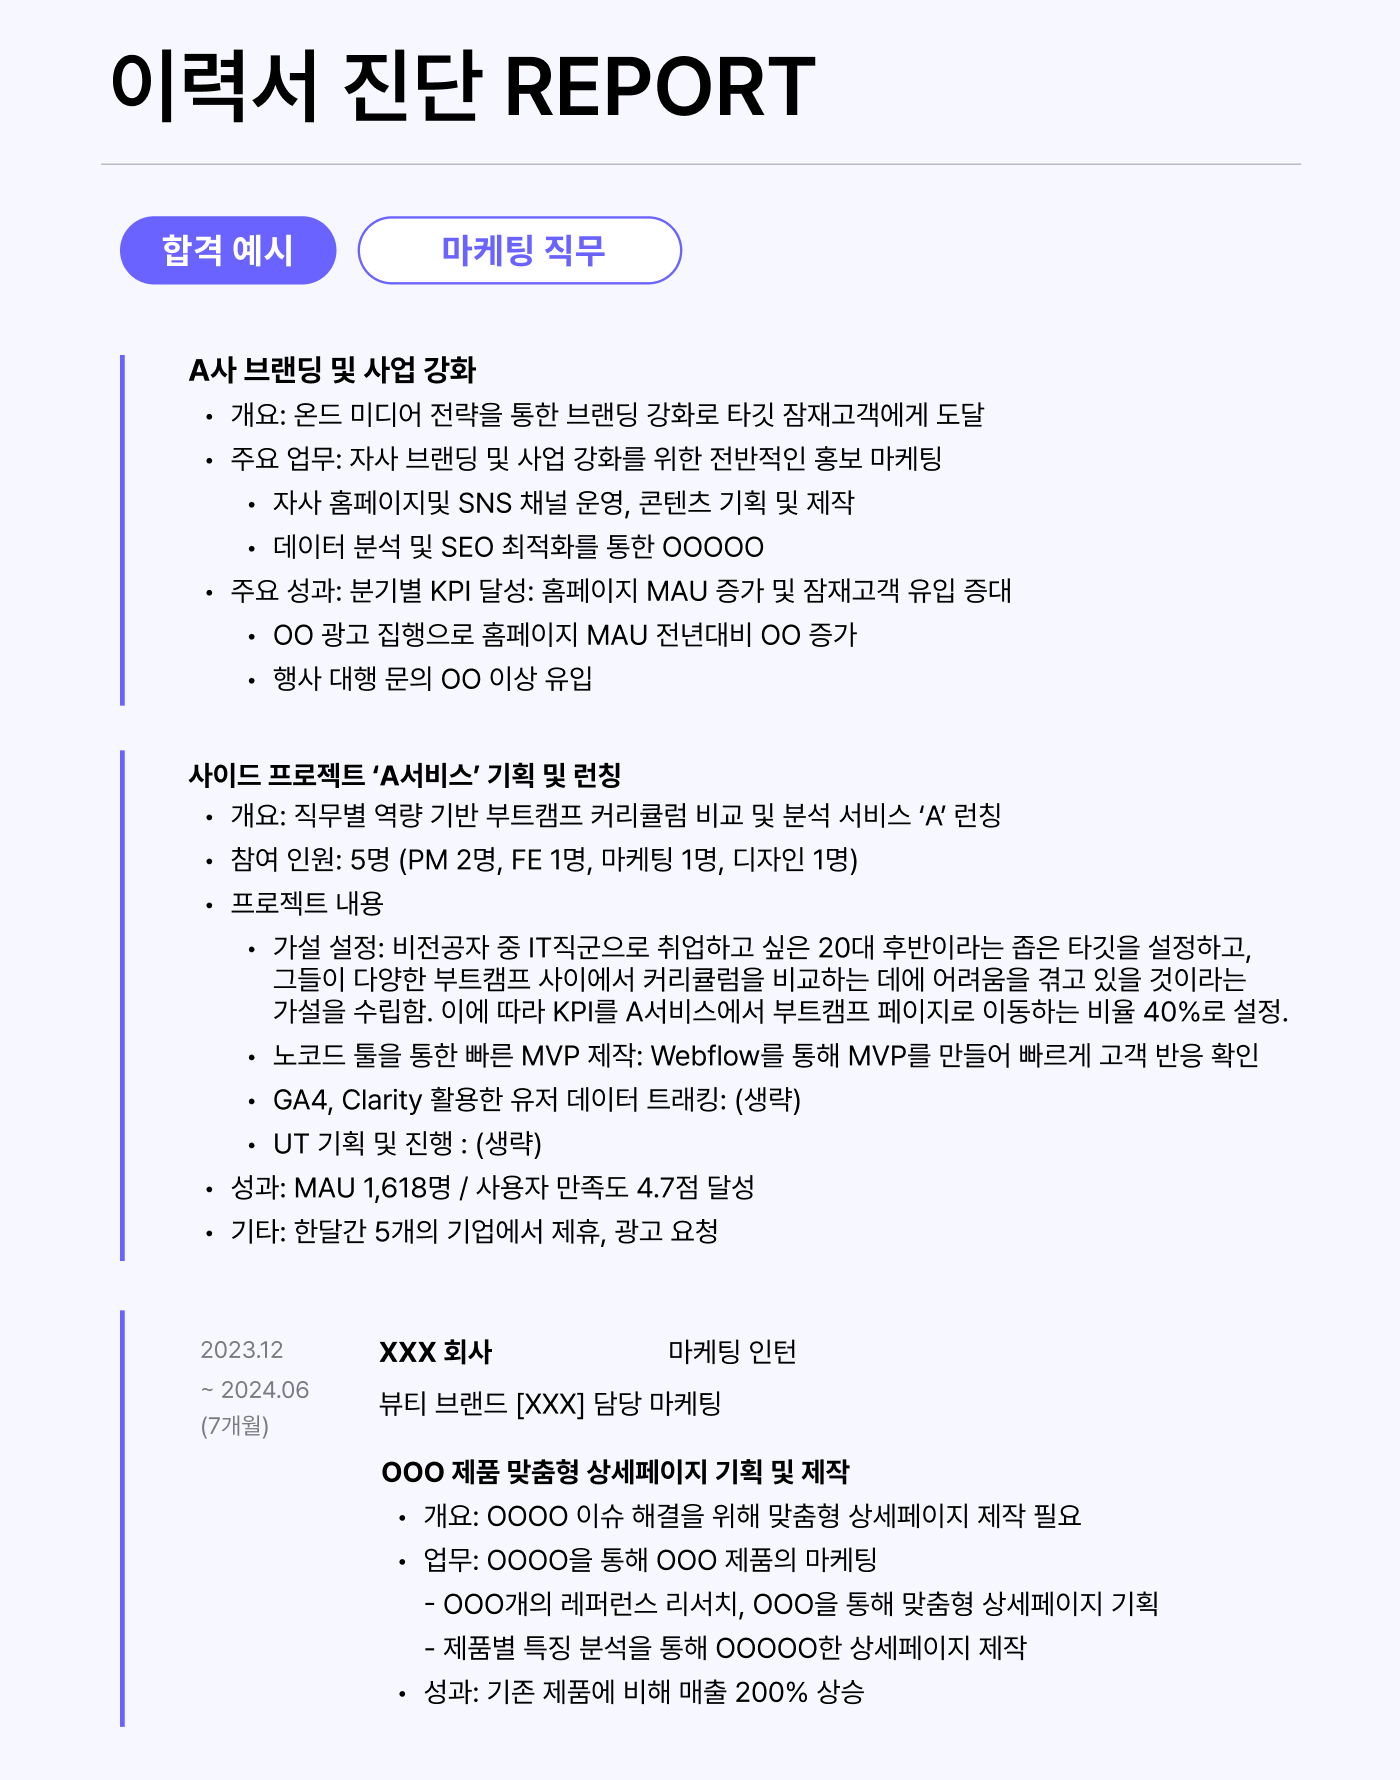 이력서 진단 REPORT
합격 예시
마케팅 직무
A사 브랜딩 및 사업 강화
• 개요: 온드 미디어 전략을 통한 브랜딩 강화로 타깃 잠재고객에게 도달
• 주요 업무: 자사 브랜딩 및 사업 강화를 위한 전반적인 홍보 마케팅
• 자사 홈페이지및 SNS 채널 운영, 콘텐츠 기획 및 제작
• 데이터 분석 및 SEO 최적화를 통한 OOOOO
• 주요 성과: 분기별 KPI 달성: 홈페이지 MAU 증가 및 잠재고객 유입 증대
• OO 광고 집행으로 홈페이지 MAU 전년대비 OO 증가
• 행사 대행 문의 OO 이상 유입
사이드 프로젝트 ‘A서비스’ 기획 및 런칭
• 개요: 직무별 역량 기반 부트캠프 커리큘럼 비교 및 분석 서비스 ‘A’ 런칭
• 참여 인원: 5명 (PM 2명, FE 1명, 마케팅 1명, 디자인 1명)
• 프로젝트 내용
• 가설 설정: 비전공자 중 IT직군으로 취업하고 싶은 20대 후반이라는 좁은 타깃을 설정하고,
그들이 다양한 부트캠프 사이에서 커리큘럼을 비교하는 데에 어려움을 겪고 있을 것이라는
가설을 수립함. 이에 따라 KPI를 A서비스에서 부트캠프 페이지로 이동하는 비율 40%로 설정.
• 노코드 툴을 통한 빠른 MVP 제작: Webflow를 통해 MVP를 만들어 빠르게 고객 반응 확인
• GA4, Clarity 활용한 유저 데이터 트래킹: (생략)
• UT 기획 및 진행 : (생략)
• 성과: MAU 1,618명 / 사용자 만족도 4.7점 달성
• 기타: 한달간 5개의 기업에서 제휴, 광고 요청
2023.12
~ 2024.06
(7개월)
XXX 회사 마케팅 인턴
뷰티 브랜드 [XXX] 담당 마케팅
OOO 제품 맞춤형 상세페이지 기획 및 제작
• 개요: OOOO 이슈 해결을 위해 맞춤형 상세페이지 제작 필요
• 업무: OOOO을 통해 OOO 제품의 마케팅
- OOO개의 레퍼런스 리서치, OOO을 통해 맞춤형 상세페이지 기획
- 제품별 특징 분석을 통해 OOOOO한 상세페이지 제작
• 성과: 기존 제품에 비해 매출 200% 상승